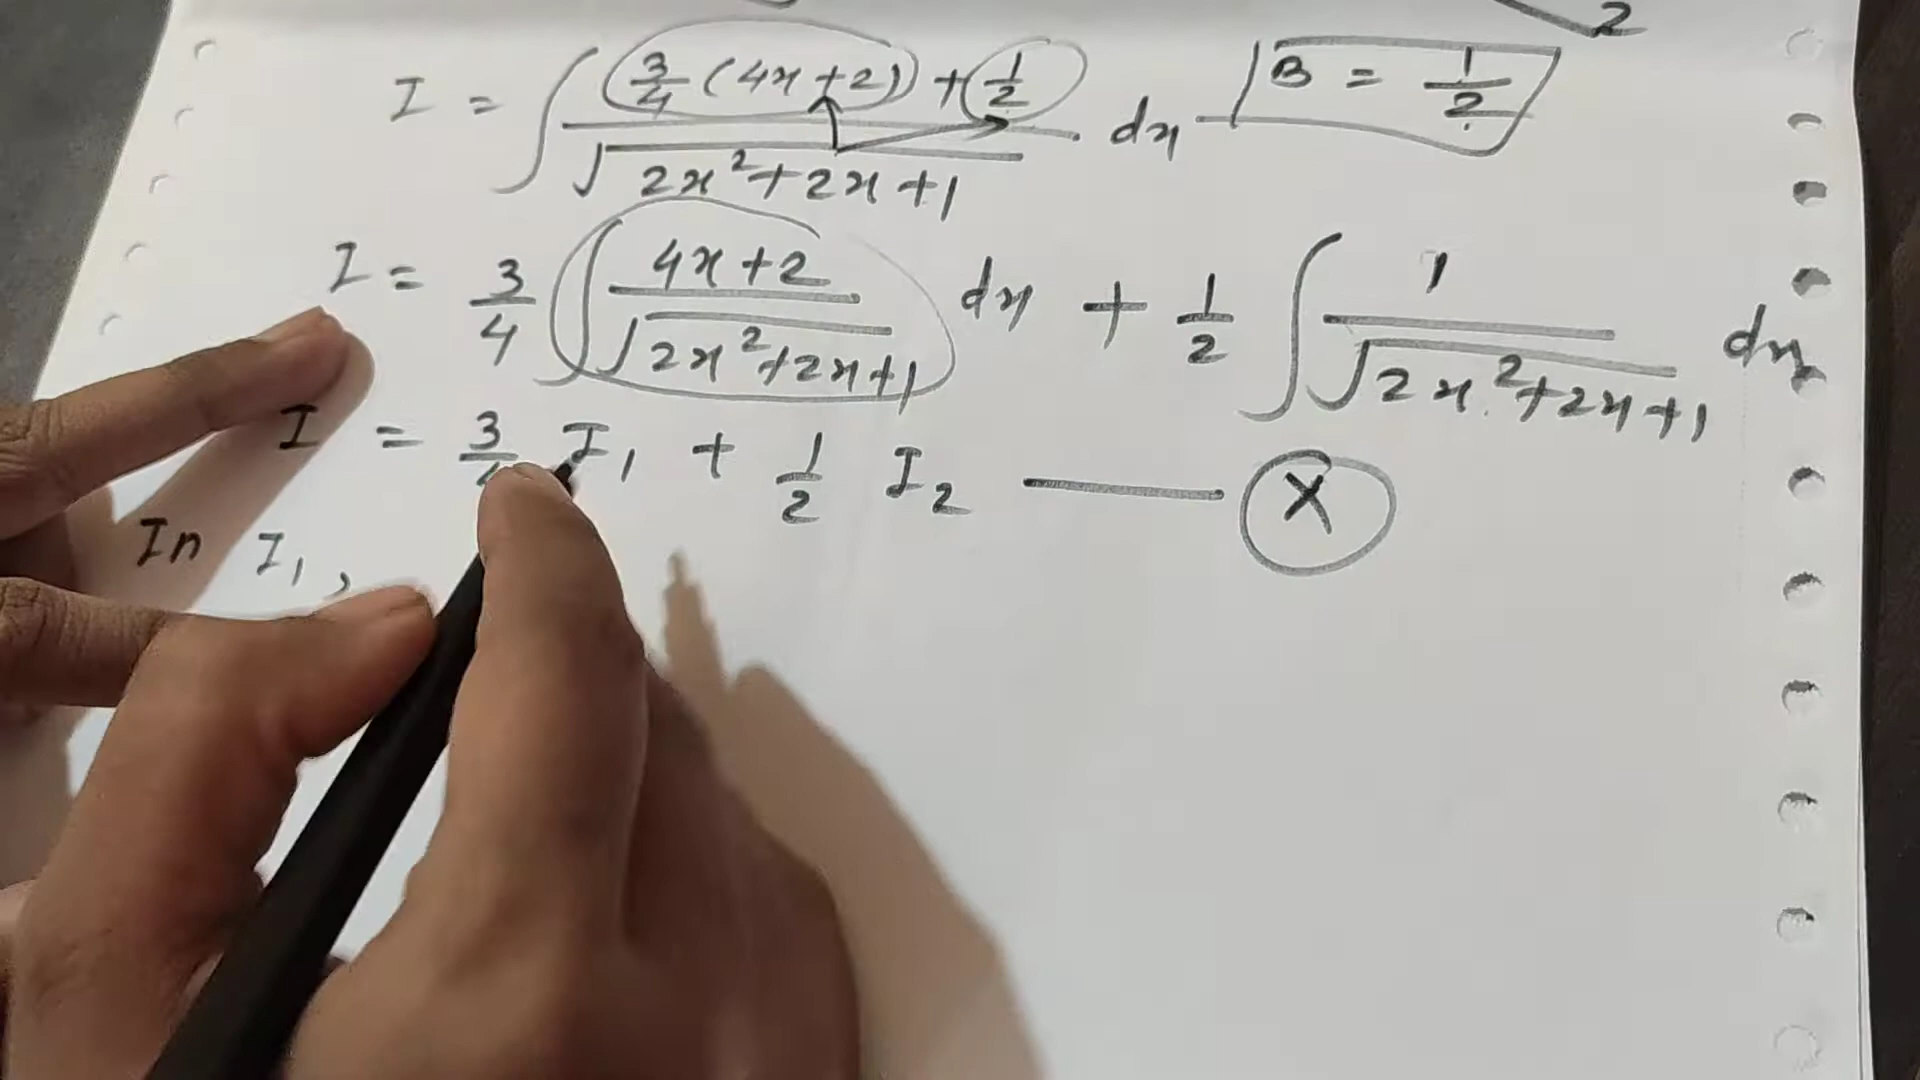 2
I = ∫ (3/4 (4x+2) + 1/2) / √(2x²+2x+1) dx
B = 1/2
I = 3/4 ∫ (4x+2) / √(2x²+2x+1) dx + 1/2 ∫ 1 / √(2x²+2x+1) dx
I = 3/4 I₁ + 1/2 I₂ —— X
In I₁,